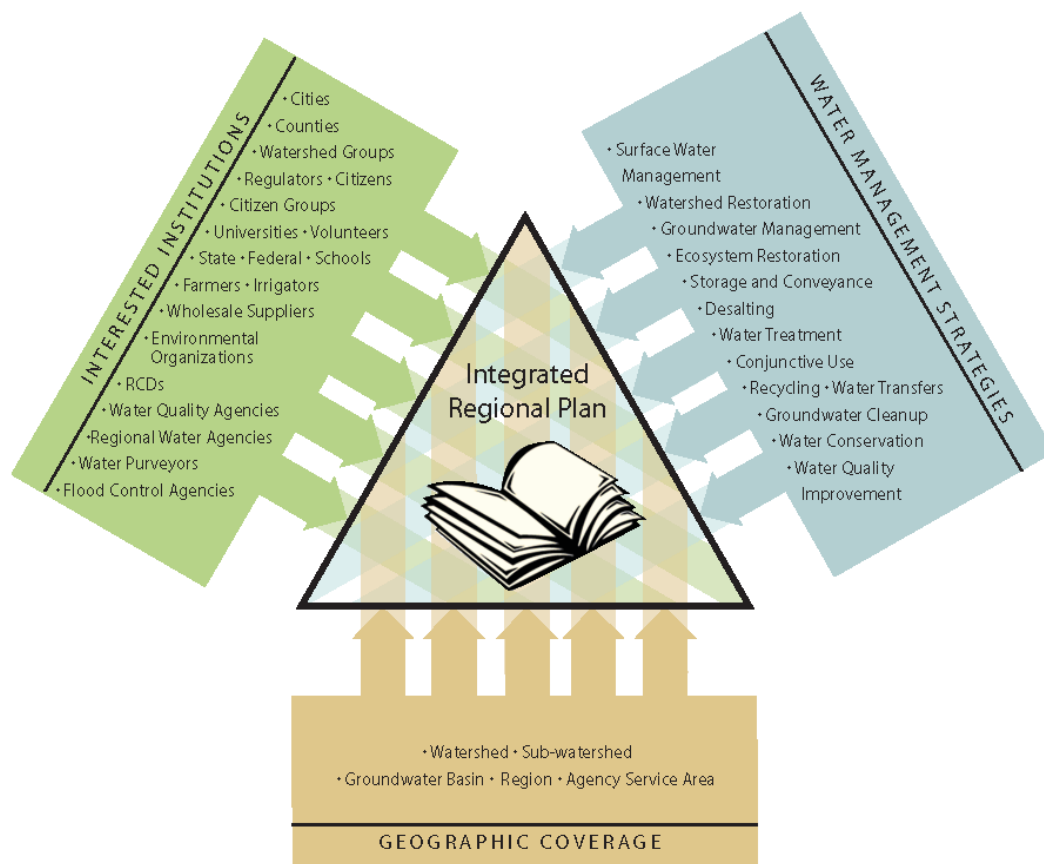 INTERESTED INSTITUTIONS
• Cities
• Counties
• Watershed Groups
• Regulators • Citizens
• Citizen Groups
• Universities • Volunteers
• State • Federal • Schools
• Farmers • Irrigators
• Wholesale Suppliers
• Environmental
Organizations
• RCDs
• Water Quality Agencies
• Regional Water Agencies
• Water Purveyors
• Flood Control Agencies
WATER MANAGEMENT STRATEGIES
• Surface Water
Management
• Watershed Restoration
• Groundwater Management
• Ecosystem Restoration
• Storage and Conveyance
• Desalting
• Water Treatment
• Conjunctive Use
• Recycling • Water Transfers
• Groundwater Cleanup
• Water Conservation
• Water Quality
Improvement
Integrated
Regional Plan
• Watershed • Sub-watershed
• Groundwater Basin • Region • Agency Service Area
GEOGRAPHIC COVERAGE